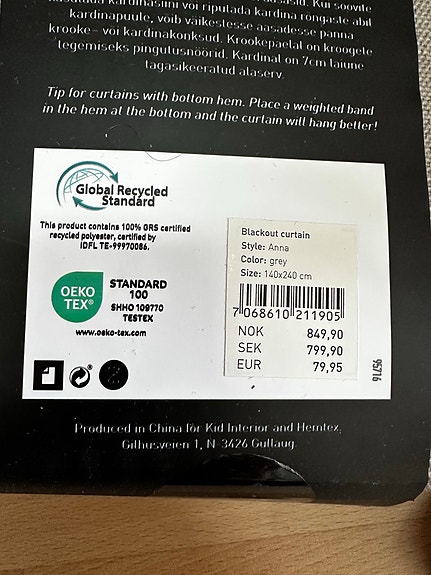 kardinapuule, võib väikestesse aasadesse panna
krooke- või kardinakonksud. Krookepaelal on kroogete
tegemiseks pingutusnöörid. Kardinal on 7cm laiune
tagasikeeratud alaserv.
Tip for curtains with bottom hem. Place a weighted band
in the hem at the bottom and the curtain will hang better!
Global Recycled
Standard
This product contains 100% GRS certified
recycled polyester, certified by
IDFL TE-99970086.
OEKO
TEX®
STANDARD
100
SHHO 109770
TESTEX
www.oeko-tex.com
Blackout curtain
Style: Anna
Color: grey
Size: 140x240 cm
7 068610 211905
NOK 849,90
SEK 799,90
EUR 79,95
95716
Produced in China for Kid Interior and Hemtex,
Gilhusveien 1, N-3426 Gullaug.